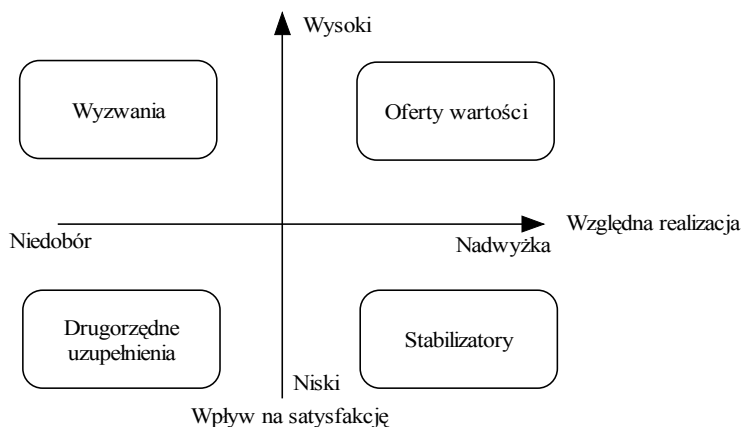 Wysoki
Wyzwania
Oferty wartości
Względna realizacja
Niedobór
Nadwyżka
Drugorzędne
uzupełnienia
Stabilizatory
Niski
Wpływ na satysfakcję